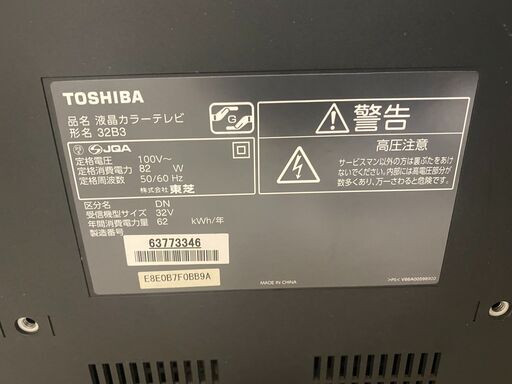 TOSHIBA
品名 液晶カラーテレビ
形名 32B3
G
JQA
定格電圧 100V～
定格消費電力 82 W
定格周波数 50/60 Hz
株式会社 東芝
区分名 DN
受信機型サイズ 32V
年間消費電力量 62 kWh/年
製造番号
63773346
E8E0B7F0BB9A
警告
高圧注意
サービスマン以外の方は裏ぶたをあけ
ないでください。内部には高電圧部分が
数多くあり、万一さわると危険です。
MADE IN CHINA
>PS<